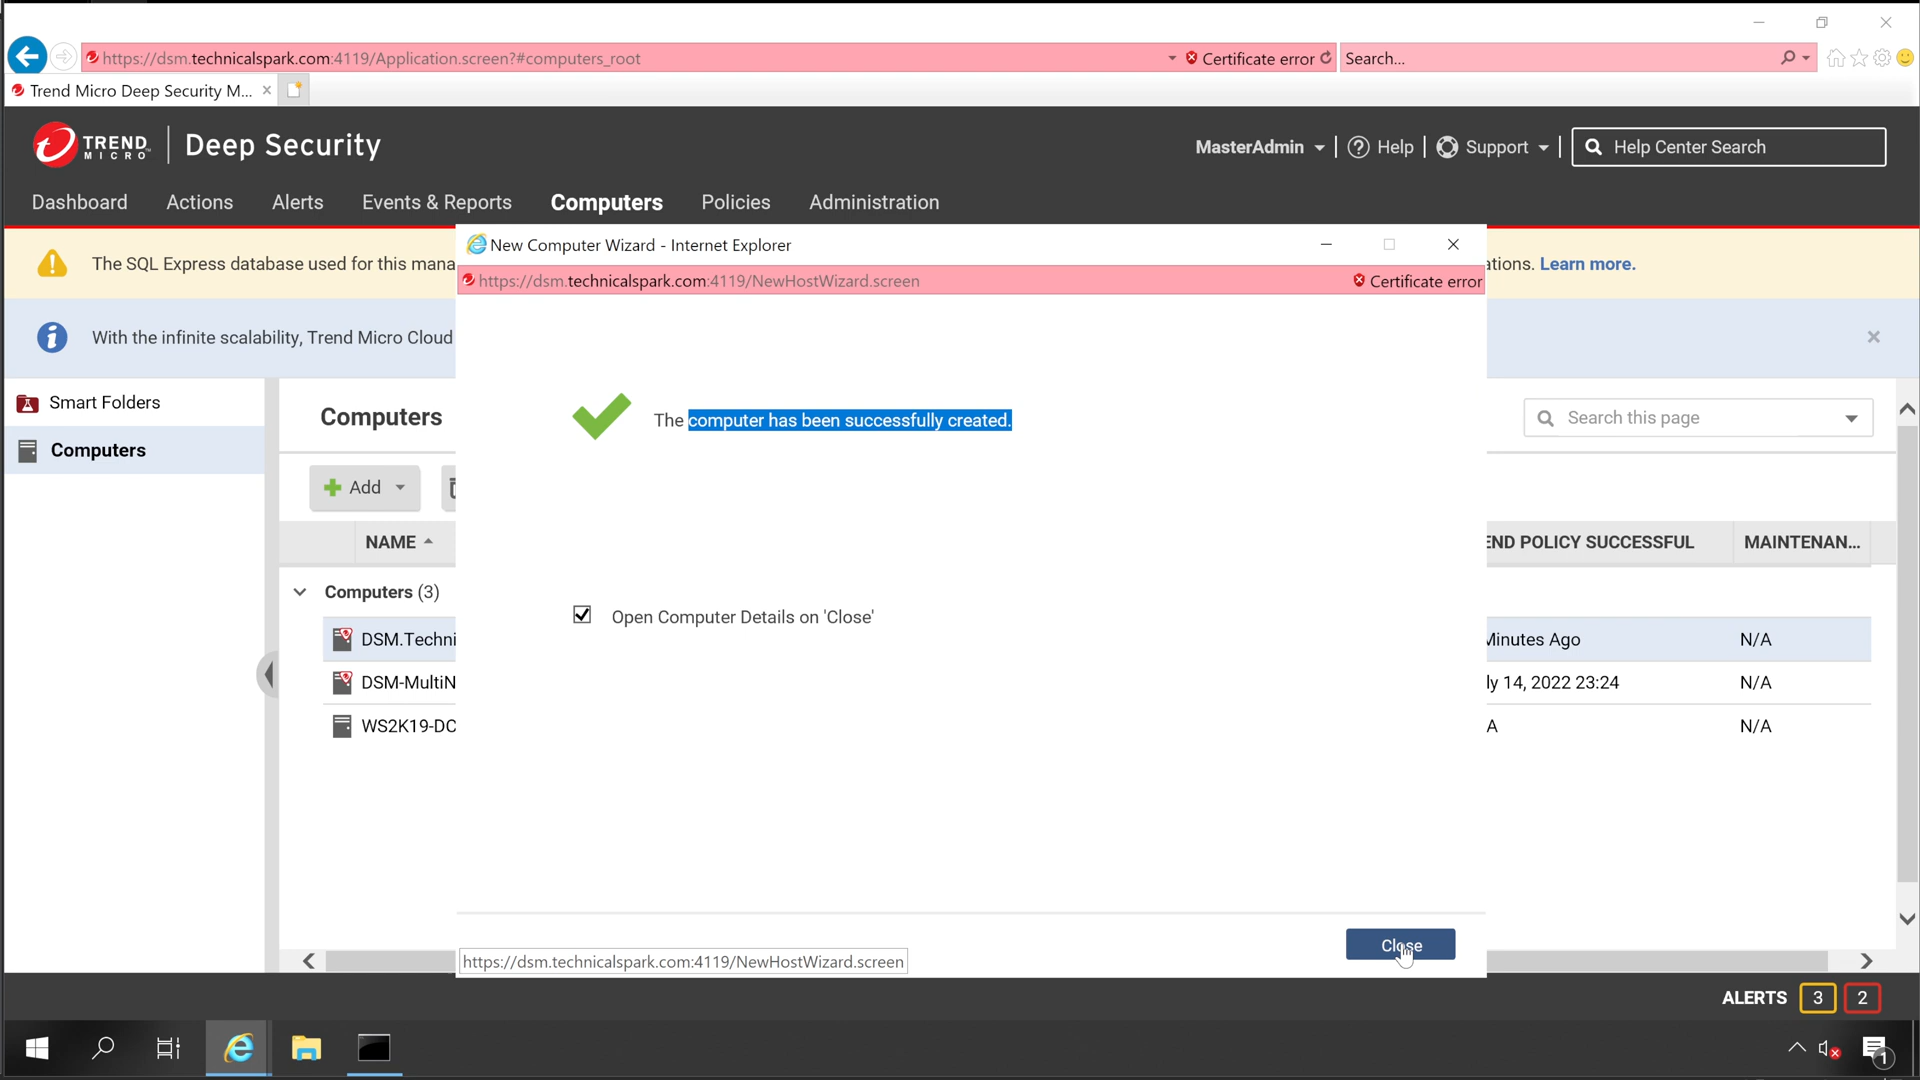 https://dsm.technicalspark.com:4119/Application.screen?#computers_root
Certificate error
Search...
Trend Micro Deep Security M...
TREND MICRO
Deep Security
MasterAdmin
Help
Support
Help Center Search
Dashboard
Actions
Alerts
Events & Reports
Computers
Policies
Administration
The SQL Express database used for this mana
ations. Learn more.
With the infinite scalability, Trend Micro Cloud
New Computer Wizard - Internet Explorer
https://dsm.technicalspark.com:4119/NewHostWizard.screen
Certificate error
The computer has been successfully created.
Open Computer Details on 'Close'
Close
https://dsm.technicalspark.com:4119/NewHostWizard.screen
Smart Folders
Computers
Computers
Search this page
Add
NAME
END POLICY SUCCESSFUL
MAINTENAN...
Computers (3)
DSM.Techni
Minutes Ago
N/A
DSM-MultiN
ly 14, 2022 23:24
N/A
WS2K19-DC
A
N/A
ALERTS
3
2
1